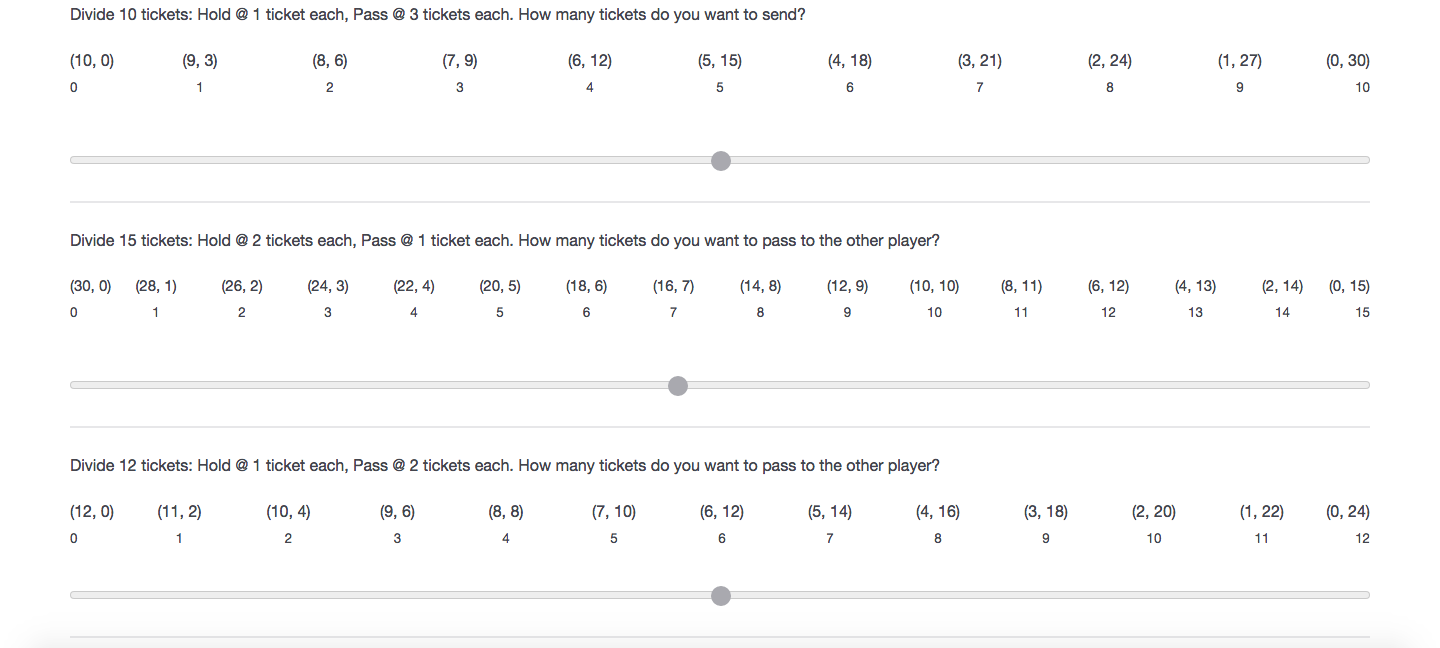 Divide 10 tickets: Hold @ 1 ticket each, Pass @ 3 tickets each. How many tickets do you want to send?
(10, 0) (9, 3) (8, 6) (7, 9) (6, 12) (5, 15) (4, 18) (3, 21) (2, 24) (1, 27) (0, 30)
0 1 2 3 4 5 6 7 8 9 10
Divide 15 tickets: Hold @ 2 tickets each, Pass @ 1 ticket each. How many tickets do you want to pass to the other player?
(30, 0) (28, 1) (26, 2) (24, 3) (22, 4) (20, 5) (18, 6) (16, 7) (14, 8) (12, 9) (10, 10) (8, 11) (6, 12) (4, 13) (2, 14) (0, 15)
0 1 2 3 4 5 6 7 8 9 10 11 12 13 14 15
Divide 12 tickets: Hold @ 1 ticket each, Pass @ 2 tickets each. How many tickets do you want to pass to the other player?
(12, 0) (11, 2) (10, 4) (9, 6) (8, 8) (7, 10) (6, 12) (5, 14) (4, 16) (3, 18) (2, 20) (1, 22) (0, 24)
0 1 2 3 4 5 6 7 8 9 10 11 12